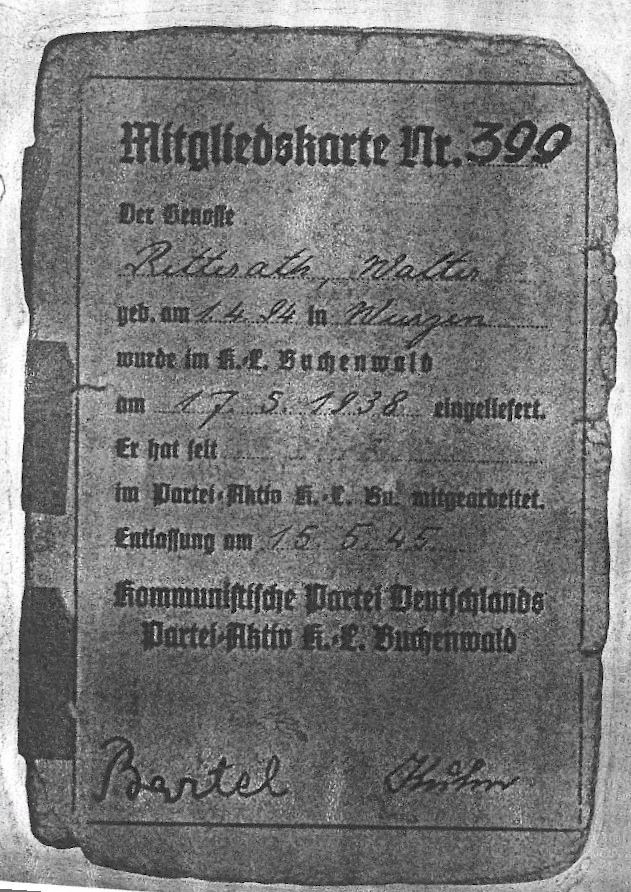 Mitgliedskarte Nr. 399
Der Genosse
Ritterath, Walter
geb. am 1.4.94 in Wurzen
wurde im K.-L. Buchenwald
am 17. 5. 1938 eingeliefert.
Er hat seit
im Partei-Aktiv K.-L. Bu. mitgearbeitet.
Entlassung am 15. 5. 45
Kommunistische Partei Deutschlands
Partei-Aktiv K.-L. Buchenwald
Bartel